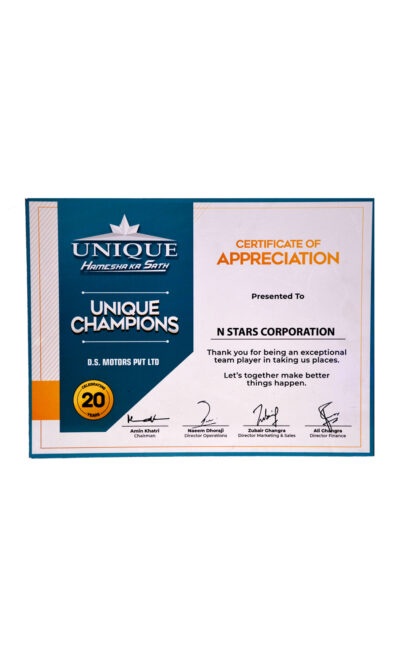 UNIQUE
HAMESHA KA SATH
UNIQUE
CHAMPIONS
D.S. MOTORS PVT LTD
CELEBRATING
20
YEARS
CERTIFICATE OF
APPRECIATION
Presented To
N STARS CORPORATION
Thank you for being an exceptional
team player in taking us places.
Let's together make better
things happen.
Amin Khatri
Chairman
Naeem Dhoraji
Director Operations
Zubair Ghangra
Director Marketing & Sales
Ali Changra
Director Finance